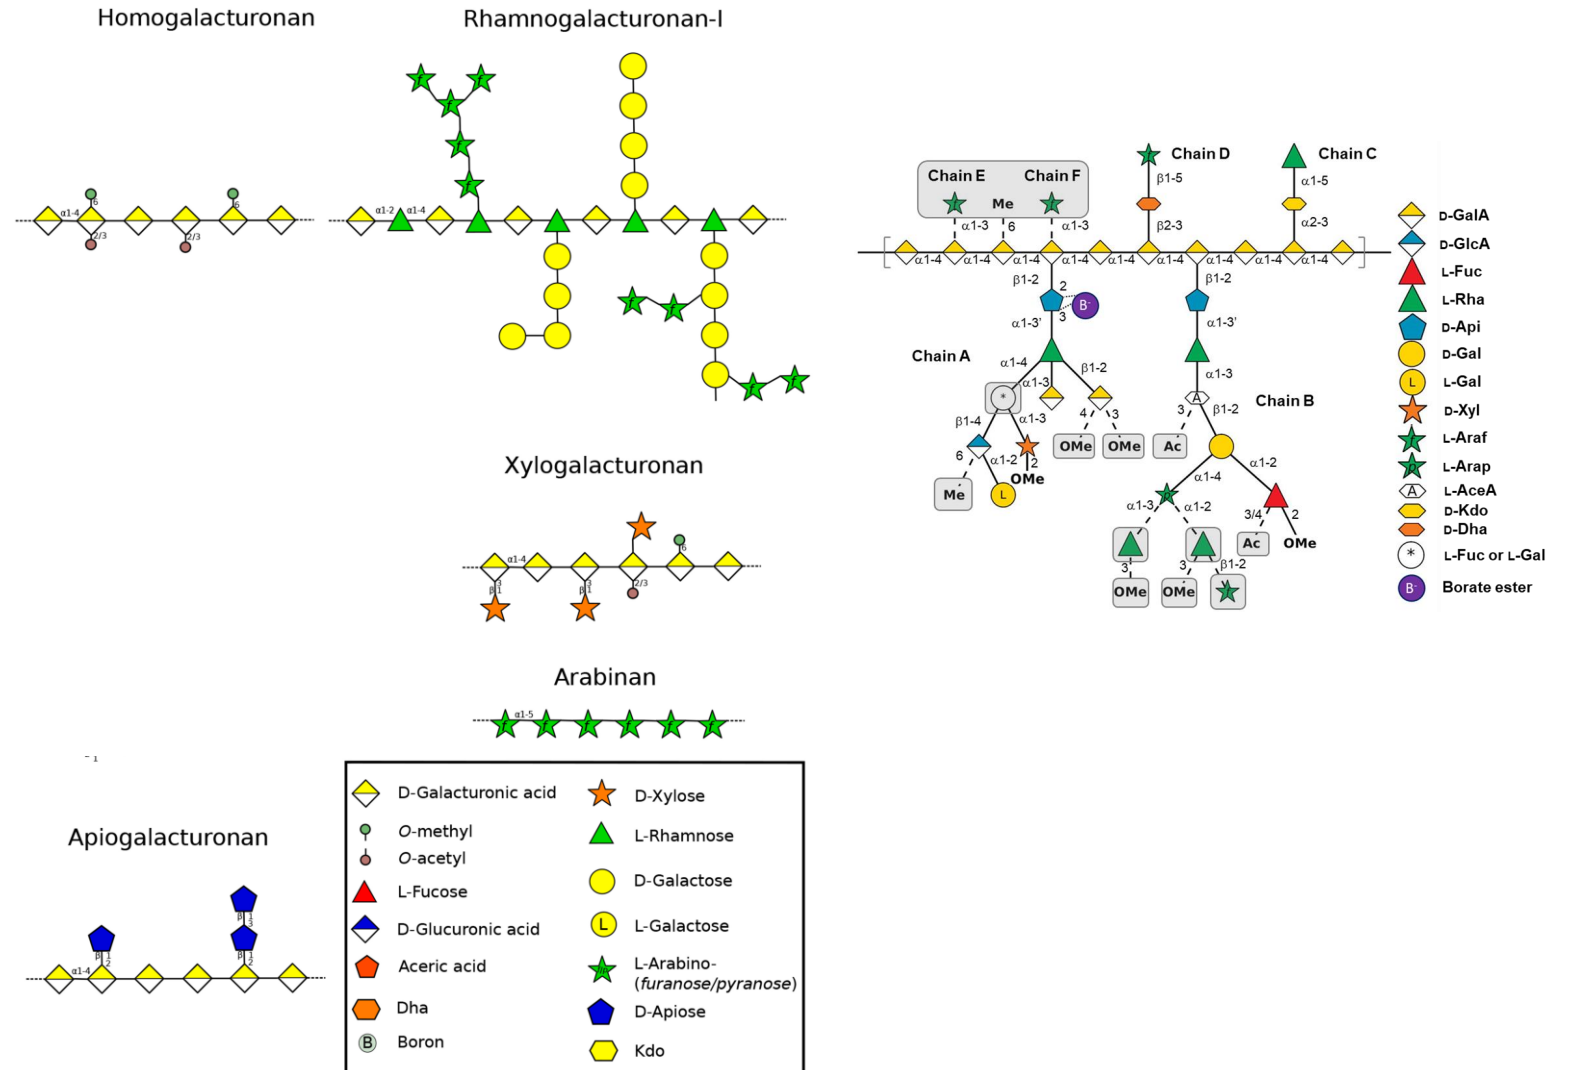 Homogalacturonan
Rhamnogalacturonan-I
α1-4
6
6
2/3
2/3
α1-2
α1-4
f
f
f
f
f
f
f
f
f
Xylogalacturonan
α1-4
6
3
β 1
3
β 1
2/3
Arabinan
α1-5
f
f
f
f
f
f
Apiogalacturonan
α1-4
β 1
2
β 1
3
β 1
2
D-Galacturonic acid
O-methyl
O-acetyl
L-Fucose
D-Glucuronic acid
Aceric acid
Dha
B
Boron
D-Xylose
L-Rhamnose
D-Galactose
L
L-Galactose
L-Arabino-
(furanose/pyranose)
D-Apiose
Kdo
Chain D
Chain C
Chain E
Chain F
Me
f
f
f
α1-3
6
α1-3
β1-5
β2-3
α1-5
α2-3
α1-4
α1-4
α1-4
α1-4
α1-4
α1-4
α1-4
α1-4
α1-4
β1-2
2
B-
3
β1-2
α1-3'
α1-3'
Chain A
α1-4
α1-3
β1-2
α1-3
*
α1-3
4
3
A
Chain B
β1-4
OMe
OMe
3
β1-2
Ac
6
α1-2
2
OMe
Me
L
α1-4
α1-2
p
α1-3
α1-2
3/4
2
Ac
OMe
3
3
β1-2
OMe
OMe
f
D-GalA
D-GlcA
L-Fuc
L-Rha
D-Api
D-Gal
L
L-Gal
D-Xyl
f
L-Araf
p
L-Arap
A
L-AceA
D-Kdo
D-Dha
*
L-Fuc or L-Gal
B-
Borate ester